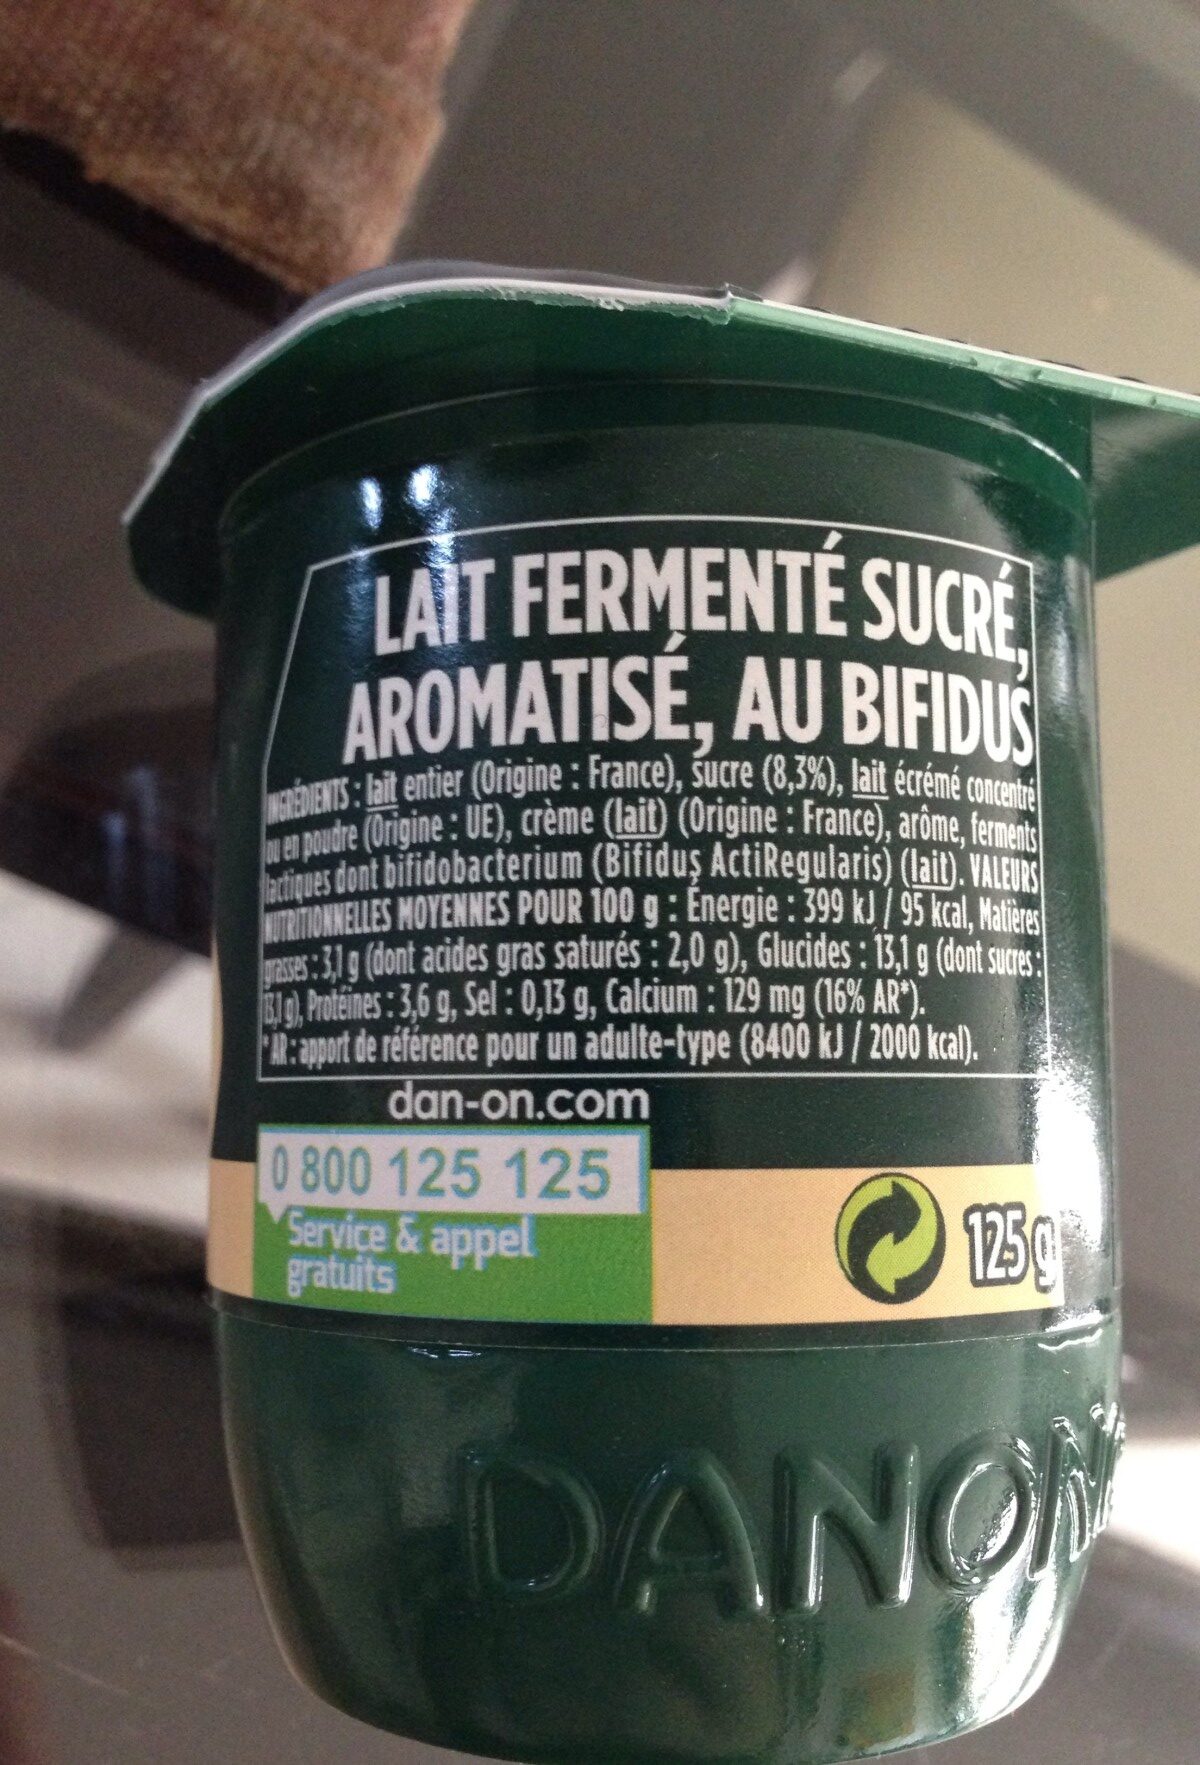 LAIT FERMENTÉ SUCRÉ,
AROMATISÉ, AU BIFIDUS
INGRÉDIENTS : lait entier (Origine : France), sucre (8,3%), lait écrémé concentré
ou en poudre (Origine : UE), crème (lait) (Origine : France), arôme, ferments
lactiques dont bifidobacterium (Bifidus ActiRegularis) (lait). VALEURS
NUTRITIONNELLES MOYENNES POUR 100 g : Énergie : 399 kJ / 95 kcal, Matières
grasses : 3,1 g (dont acides gras saturés : 2,0 g), Glucides : 13,1 g (dont sucres :
13,1 g), Protéines : 3,6 g, Sel : 0,13 g, Calcium : 129 mg (16% AR*).
* AR : apport de référence pour un adulte-type (8400 kJ / 2000 kcal).
dan-on.com
0 800 125 125
Service & appel
gratuits
125 g
DANON